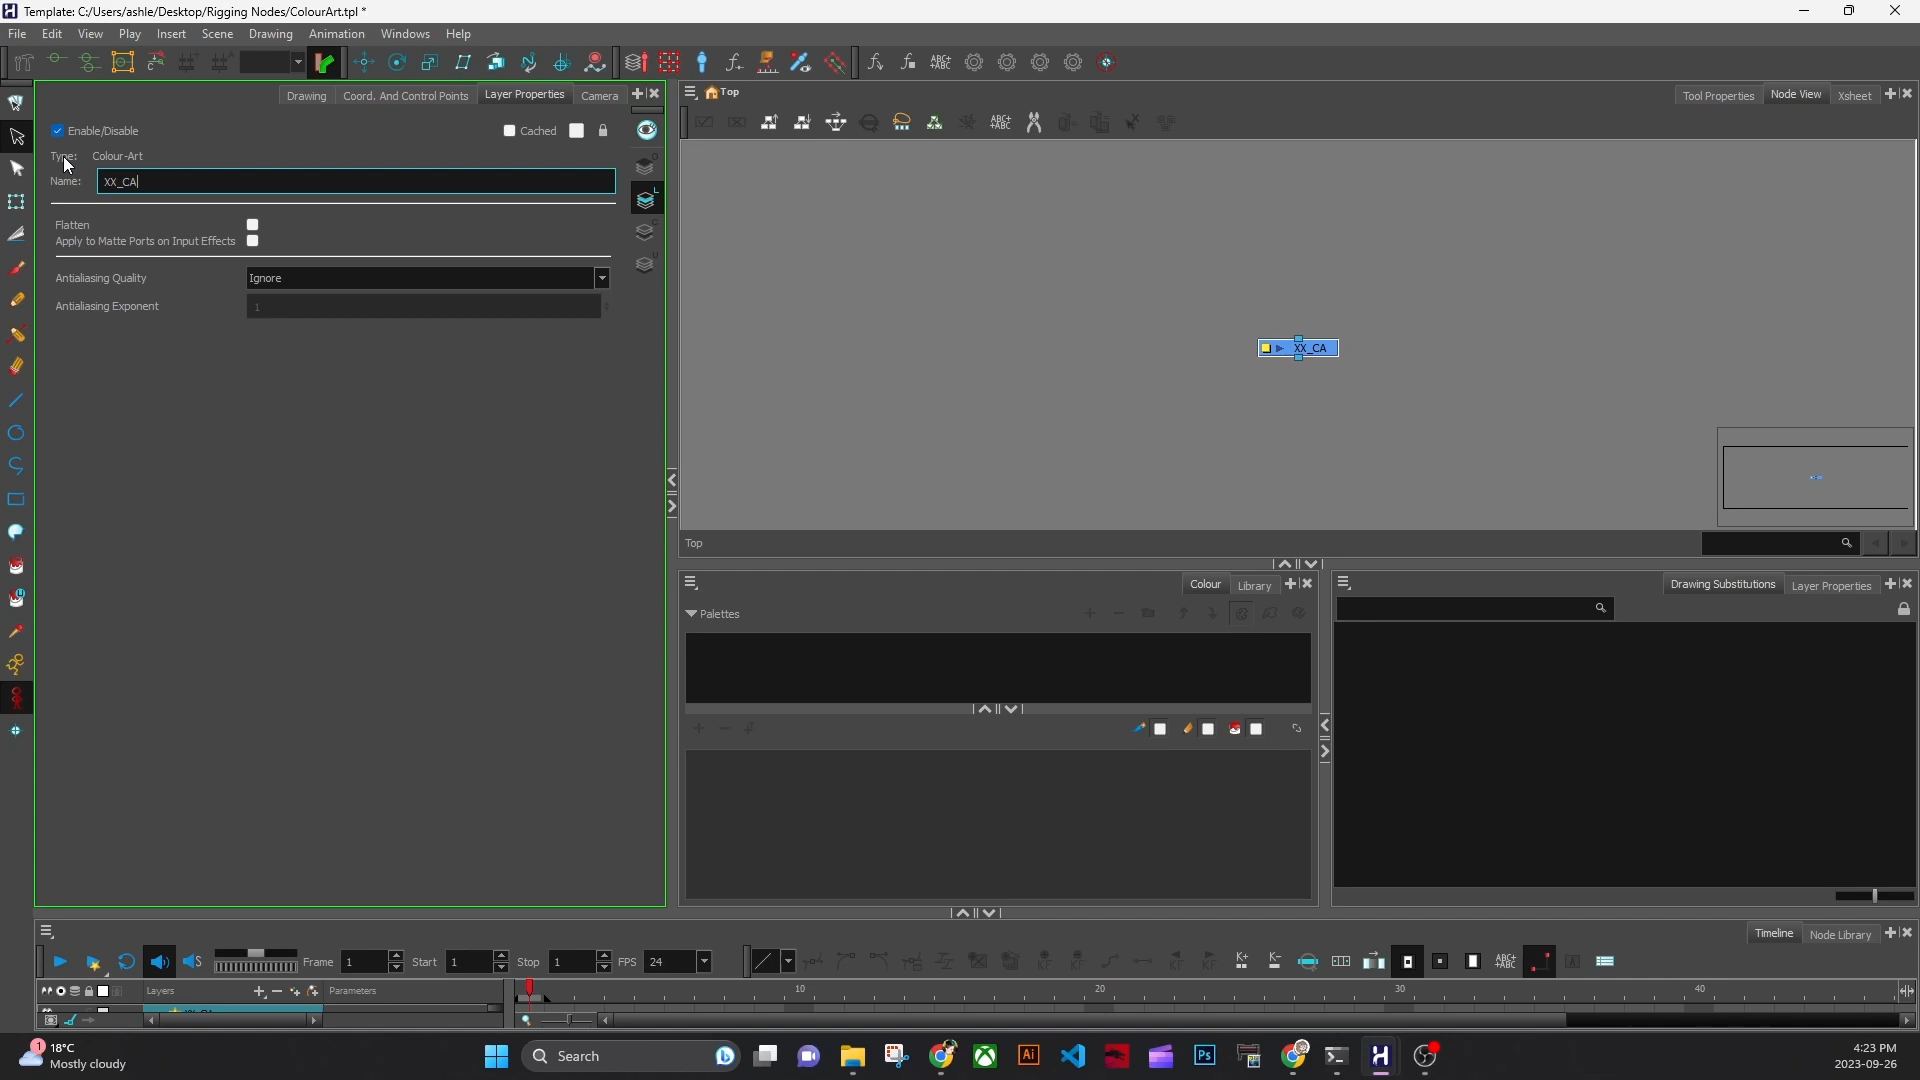 Template: C:/Users/ashle/Desktop/Rigging Nodes/ColourArt.tpl *
File Edit View Play Insert Scene Drawing Animation Windows Help
Drawing Coord. And Control Points Layer Properties Camera
Top
Tool Properties Node View Xsheet
Enable/Disable Cached
Type: Colour-Art
Name: XX_CA
Flatten
Apply to Matte Ports on Input Effects
Antialiasing Quality Ignore
Antialiasing Exponent 1
XX_CA
Top
Colour Library
Drawing Substitutions Layer Properties
Palettes
Timeline Node Library
Frame 1 Start 1 Stop 1 FPS 24
Layers Parameters
10 20 30 40
18°C
Mostly cloudy
Search
4:23 PM
2023-09-26